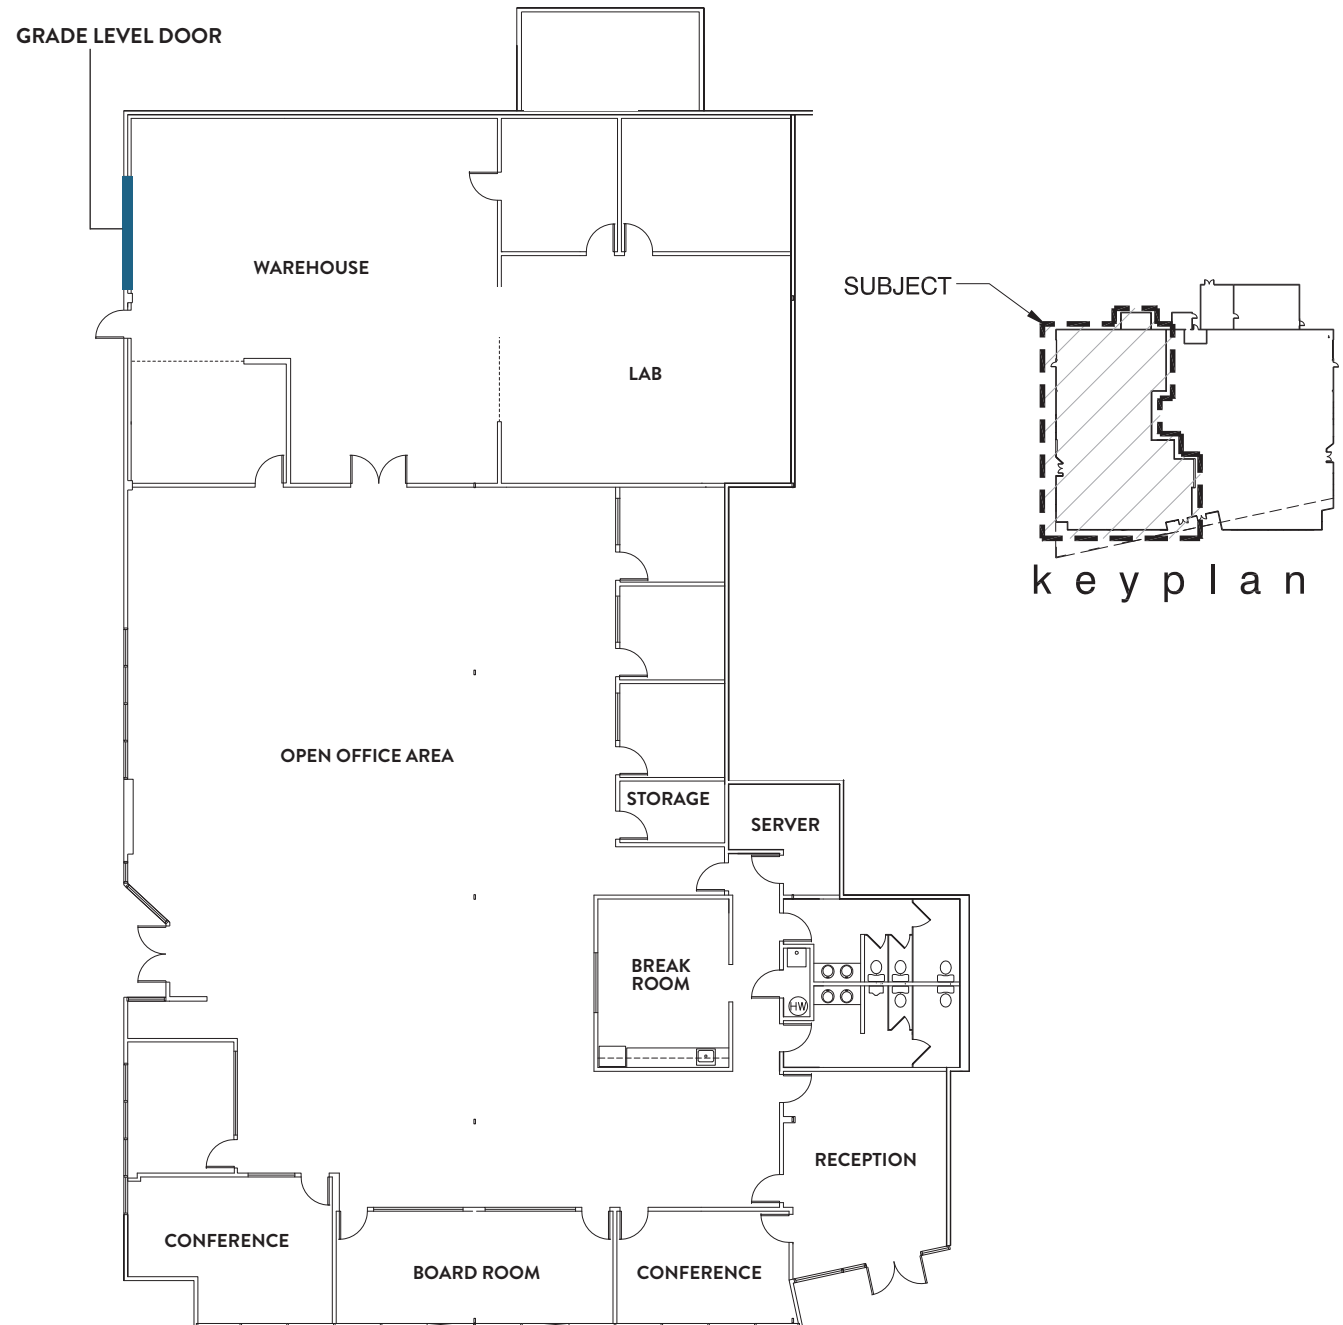 GRADE LEVEL DOOR
WAREHOUSE
SUBJECT
LAB
keyplan
OPEN OFFICE AREA
STORAGE
SERVER
BREAK
ROOM
HW
RECEPTION
CONFERENCE
BOARD ROOM
CONFERENCE